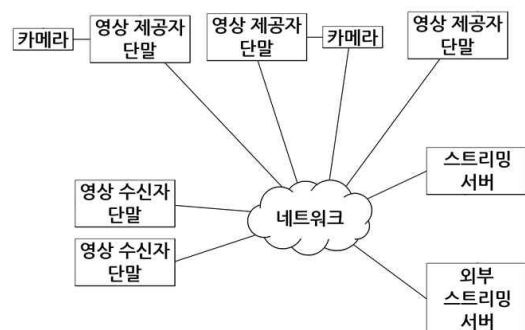 카메라
영상 제공자
단말
영상 제공자
단말
카메라
영상 제공자
단말
스트리밍
서버
영상 수신자
단말
네트워크
영상 수신자
단말
외부
스트리밍
서버